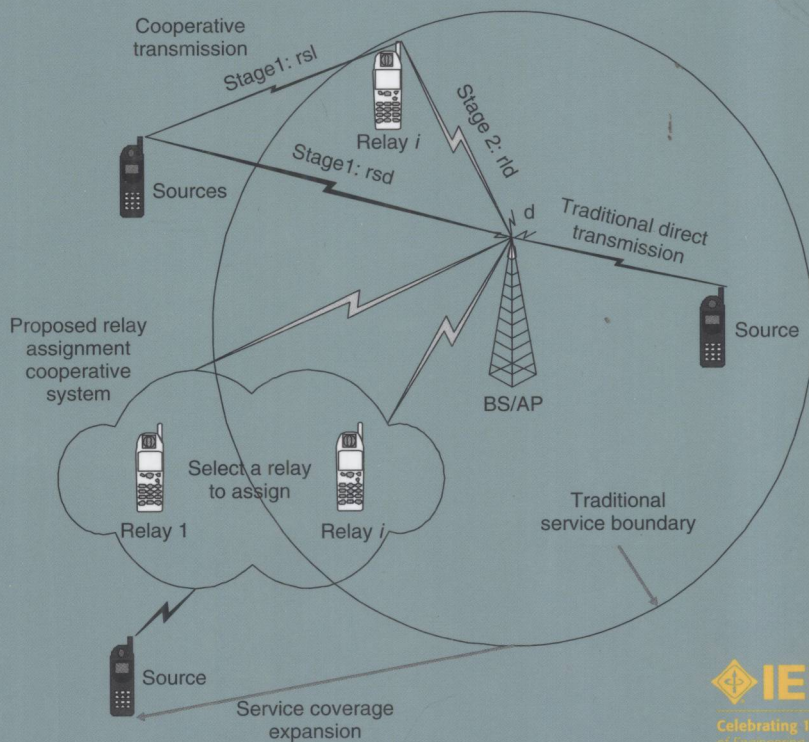 Cooperative
transmission
Stage1: rsl
Relay i
Stage 2: rld
Sources
Stage1: rsd
d
Traditional direct
transmission
Source
Proposed relay
assignment
cooperative
system
BS/AP
Select a relay
to assign
Relay 1
Relay i
Traditional
service boundary
Source
Service coverage
expansion
IE
Celebrating 1